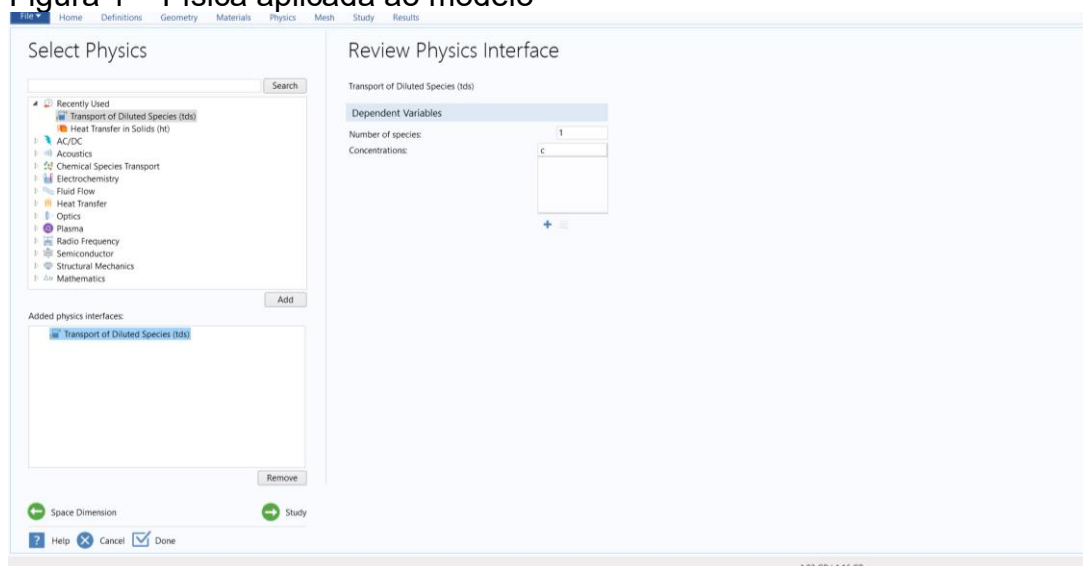 Figura 4 – Física aplicada ao modelo
File Home Definitions Geometry Materials Physics Mesh Study Results
Select Physics
Search
Recently Used
Transport of Diluted Species (tds)
Heat Transfer in Solids (ht)
AC/DC
Acoustics
Chemical Species Transport
Electrochemistry
Fluid Flow
Heat Transfer
Optics
Plasma
Radio Frequency
Semiconductor
Structural Mechanics
Mathematics
Add
Added physics interfaces:
Transport of Diluted Species (tds)
Remove
Space Dimension
Study
Help Cancel Done
Review Physics Interface
Transport of Diluted Species (tds)
Dependent Variables
Number of species: 1
Concentrations: c